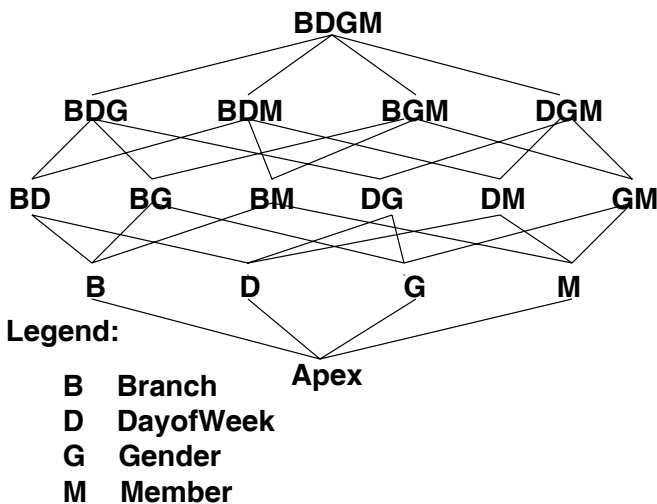 BDGM
BDG BDM BGM DGM
BD BG BM DG DM GM
B D G M
Legend:
Apex
B Branch
D DayofWeek
G Gender
M Member